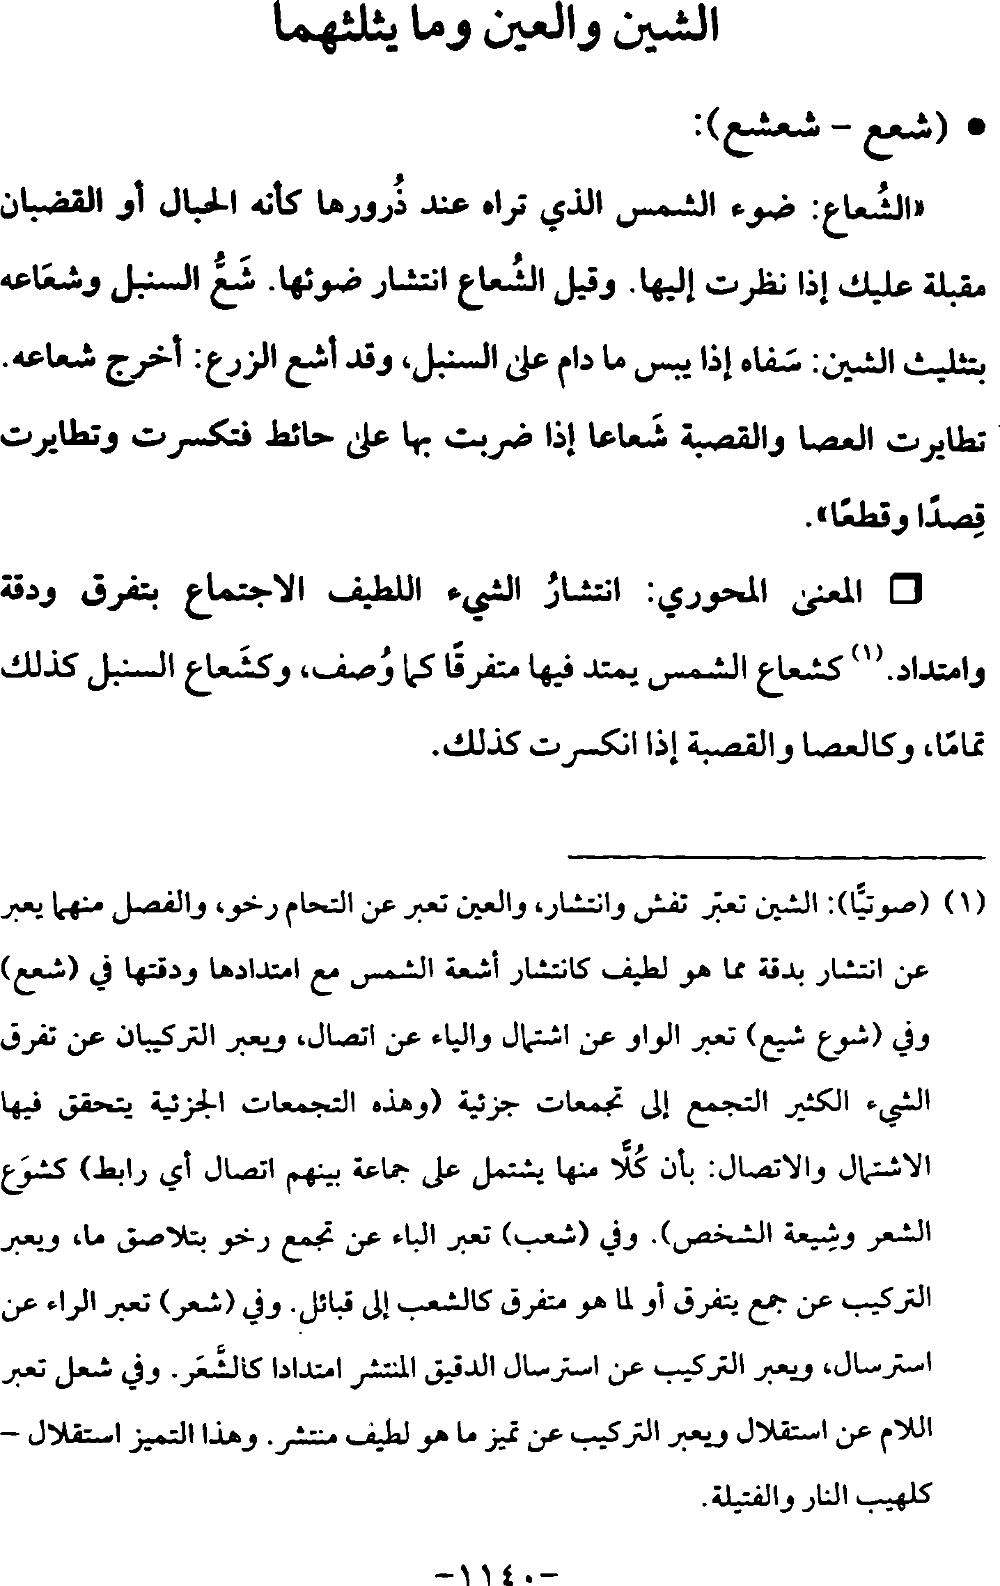 الشين والعين وما يثلثهما
• (شعع – شعشع):
«الشُعاع: ضوء الشمس الذي تراه عند ذُرورها كأنه الحبال أو القضبان
مقبلة عليك إذا نظرت إليها. وقيل الشُعاع انتشار ضوئها. شَعُّ السنبل وشعَاعه
بتثليث الشين: سَفاه إذا يبس ما دام على السنبل، وقد أشع الزرع: أخرج شعاعه.
تطايرت العصا والقصبة شَعاعا إذا ضربت بها على حائط فتكسرت وتطايرت
قِصدًا وقطعًا».
❒ المعنى المحوري: انتشارُ الشيء اللطيف الاجتماع بتفرق ودقة
وامتداد.(١) كشعاع الشمس يمتد فيها متفرقًا كما وُصف، وكشَعاع السنبل كذلك
تمامًا، وكالعصا والقصبة إذا انكسرت كذلك.
(١) (صوتيًّا): الشين تعبّر تفش وانتشار، والعين تعبر عن التحام رخو، والفصل منهما يعبر
عن انتشار بدقة مما هو لطيف كانتشار أشعة الشمس مع امتدادها ودقتها في (شعع)
وفي (شوع شيع) تعبر الواو عن اشتمال والياء عن اتصال، ويعبر التركيبان عن تفرق
الشيء الكثير التجمع إلى تجمعات جزئية (وهذه التجمعات الجزئية يتحقق فيها
الاشتمال والاتصال: بأن كُلًّا منها يشتمل على جماعة بينهم اتصال أي رابط) كشوَع
الشعر وشِيعة الشخص). وفي (شعب) تعبر الباء عن تجمع رخو بتلاصق ما، ويعبر
التركيب عن جمع يتفرق أو لما هو متفرق كالشعب إلى قبائل. وفي (شعر) تعبر الراء عن
استرسال، ويعبر التركيب عن استرسال الدقيق المنتشر امتدادا كالشَّعَر. وفي شعل تعبر
اللام عن استقلال ويعبر التركيب عن تميز ما هو لطيف منتشر. وهذا التميز استقلال –
كلهيب النار والفتيلة.
-١١٤٠-